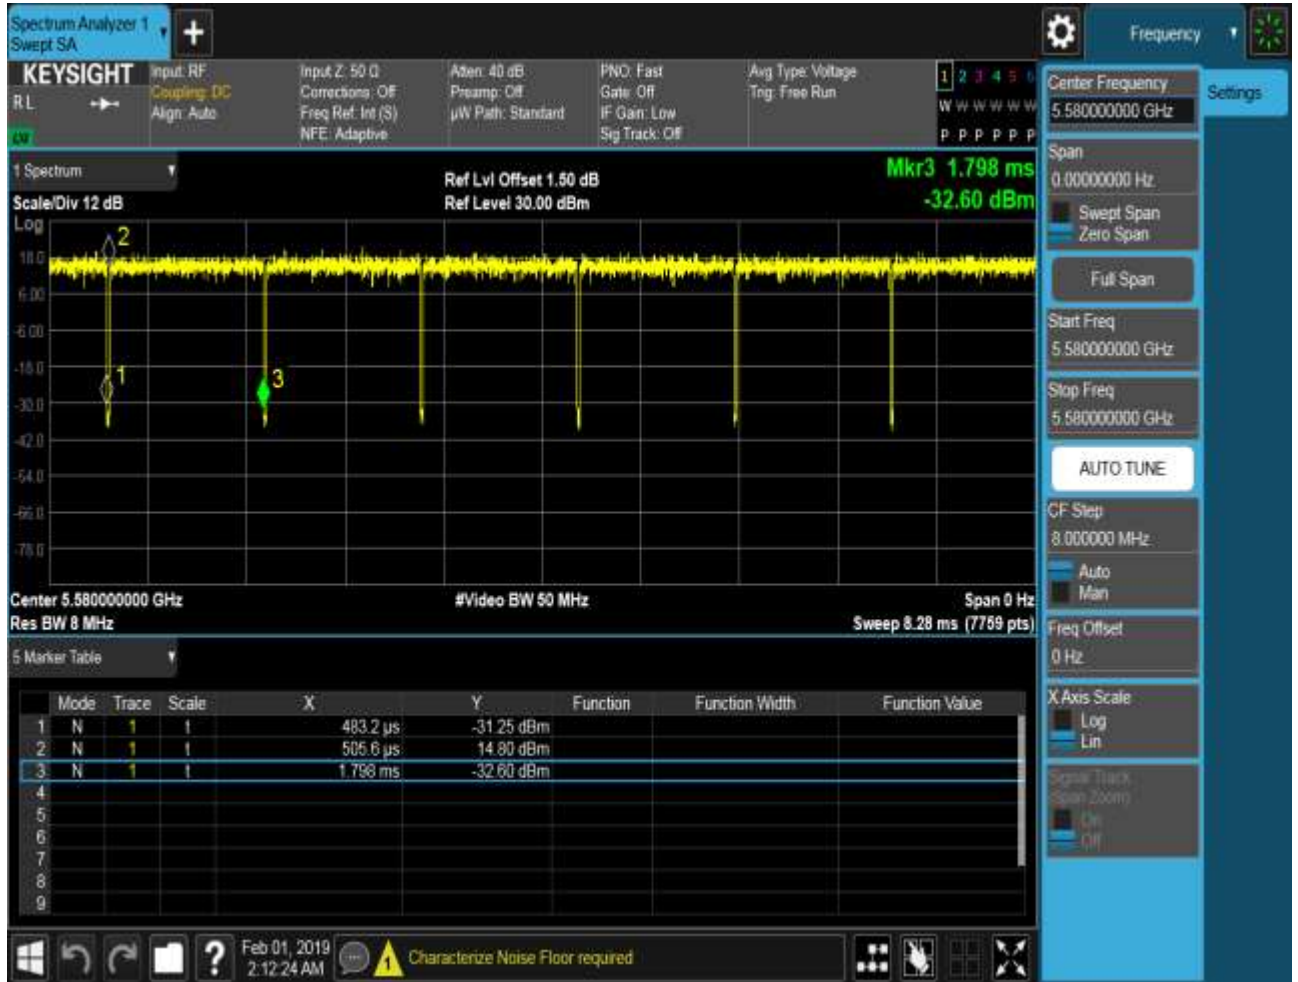 Spectrum Analyzer 1
Swept SA
+
Frequency
KEYSIGHT
RL
Input: RF
Coupling: DC
Align: Auto
Input Z: 50 Ω
Corrections: Off
Freq Ref: Int (S)
NFE: Adaptive
Atten: 40 dB
Preamp: Off
µW Path: Standard
PNO: Fast
Gate: Off
IF Gain: Low
Sig Track: Off
Avg Type: Voltage
Trig: Free Run
1 2 3 4 5 6
W W W W W W
P P P P P P
1 Spectrum
Scale/Div 12 dB
Ref Lvl Offset 1.50 dB
Ref Level 30.00 dBm
Mkr3 1.798 ms
-32.60 dBm
Log
18.0
6.00
-6.00
-18.0
-30.0
-42.0
-54.0
-66.0
-78.0
2
1
3
Center 5.580000000 GHz
Res BW 8 MHz
#Video BW 50 MHz
Span 0 Hz
Sweep 8.28 ms (7759 pts)
5 Marker Table
Mode Trace Scale X Y Function Function Width Function Value
1 N 1 t 483.2 µs -31.25 dBm
2 N 1 t 505.6 µs 14.80 dBm
3 N 1 t 1.798 ms -32.60 dBm
4
5
6
7
8
9
?
Feb 01, 2019
2:12:24 AM
1
Characterize Noise Floor required
Center Frequency
5.580000000 GHz
Settings
Span
0.00000000 Hz
Swept Span
Zero Span
Full Span
Start Freq
5.580000000 GHz
Stop Freq
5.580000000 GHz
AUTO TUNE
CF Step
8.000000 MHz
Auto
Man
Freq Offset
0 Hz
X Axis Scale
Log
Lin
Signal Track
(Span Zoom)
On
Off